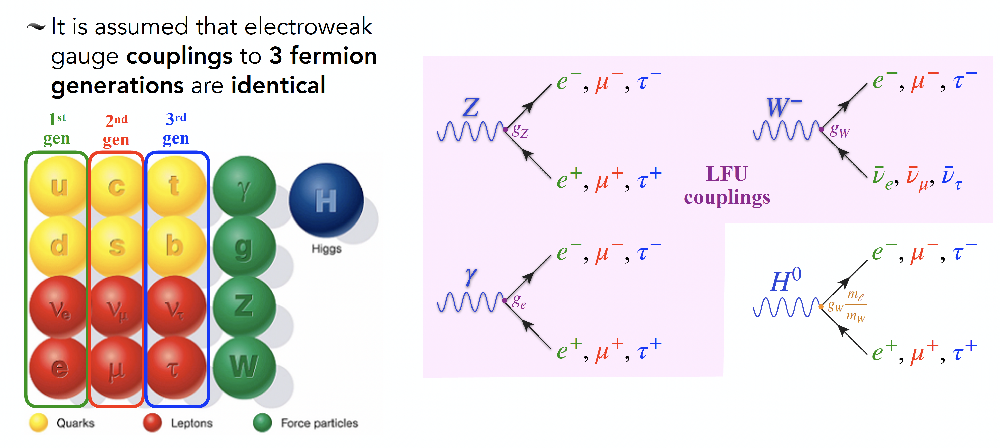 ~ It is assumed that electroweak
gauge couplings to 3 fermion
generations are identical
1st gen
2nd gen
3rd gen
u c t γ
d s b g
H
Higgs
νe νμ ντ Z
e μ τ W
Quarks Leptons Force particles
Z
gZ
e−, μ−, τ−
e+, μ+, τ+
W−
gW
e−, μ−, τ−
ν̄e, ν̄μ, ν̄τ
LFU
couplings
γ
ge
e−, μ−, τ−
e+, μ+, τ+
H0
gW mℓ/mW
e−, μ−, τ−
e+, μ+, τ+